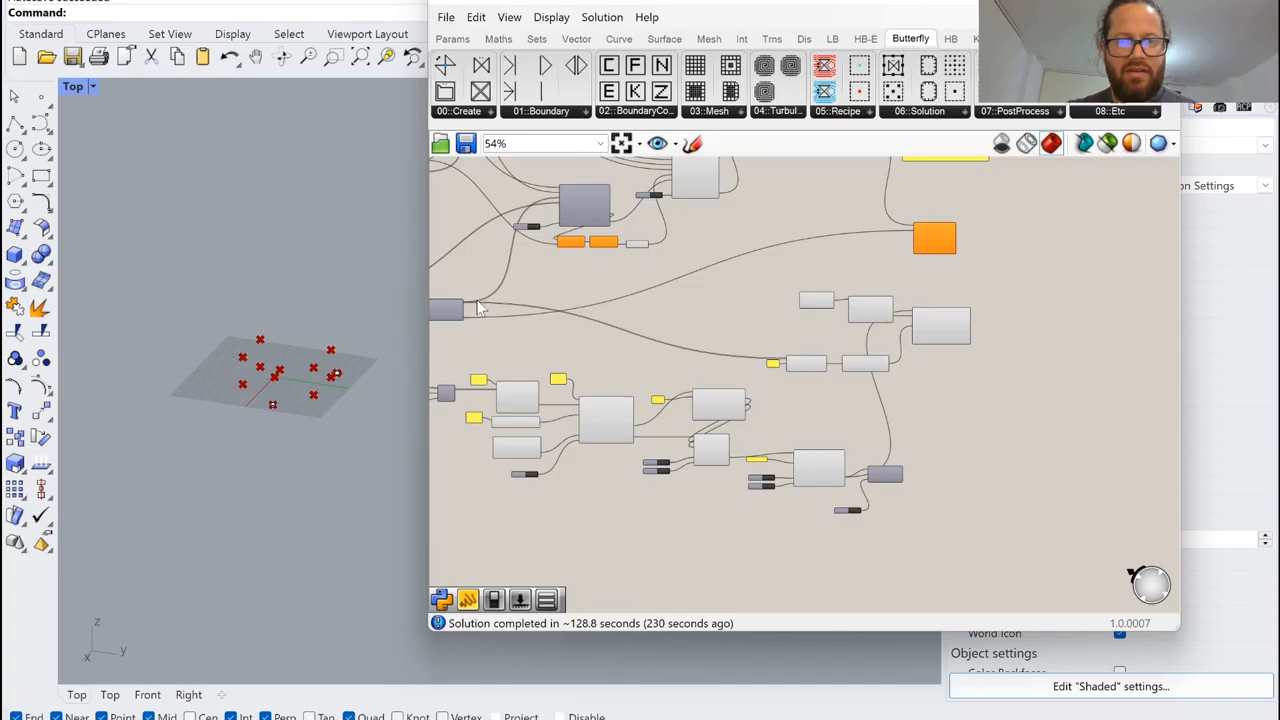 Command:
Standard CPlanes Set View Display Select Viewport Layout
Top
File Edit View Display Solution Help
Params Maths Sets Vector Curve Surface Mesh Int Trns Dis LB HB-E Butterfly HB
C F N
E K Z
00::Create 01::Boundary 02::BoundaryCo... 03::Mesh 04::Turbul... 05::Recipe 06::Solution 07::PostProcess 08::Etc
54%
on Settings
Solution completed in ~128.8 seconds (230 seconds ago)
1.0.0007
World Icon
Object settings
Edit "Shaded" settings...
z
x y
Top Top Front Right
End Near Point Mid Cen Int Perp Tan Quad Knot Vertex Project Disable